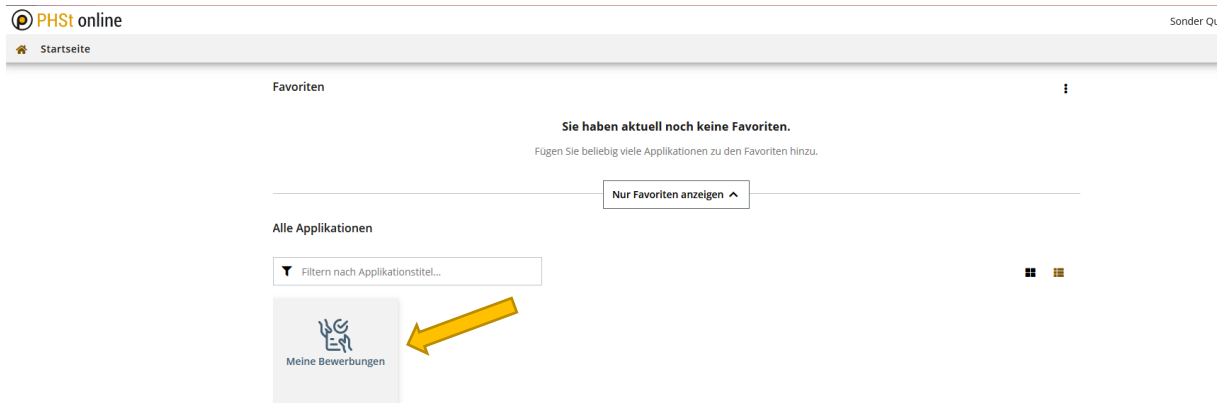 PHSt online
Sonder Qu
Startseite
Favoriten
Sie haben aktuell noch keine Favoriten.
Fügen Sie beliebig viele Applikationen zu den Favoriten hinzu.
Nur Favoriten anzeigen
Alle Applikationen
Filtern nach Applikationstitel...
Meine Bewerbungen